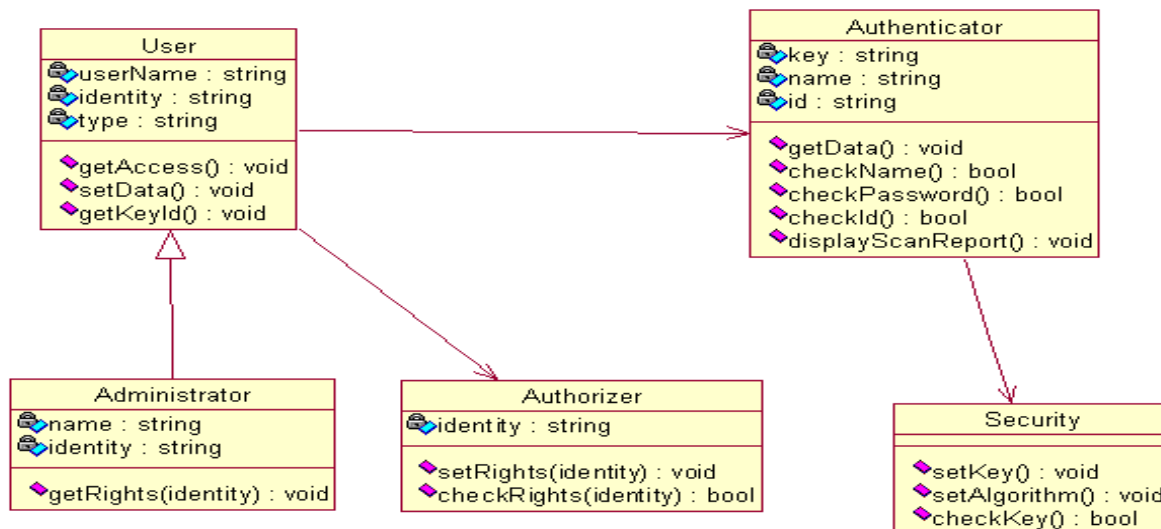 User
userName : string
identity : string
type : string
getAccess() : void
setData() : void
getKeyId() : void
Authenticator
key : string
name : string
id : string
getData() : void
checkName() : bool
checkPassword() : bool
checkId() : bool
displayScanReport() : void
Administrator
name : string
identity : string
getRights(identity) : void
Authorizer
identity : string
setRights(identity) : void
checkRights(identity) : bool
Security
setKey() : void
setAlgorithm() : void
checkKey() : bool